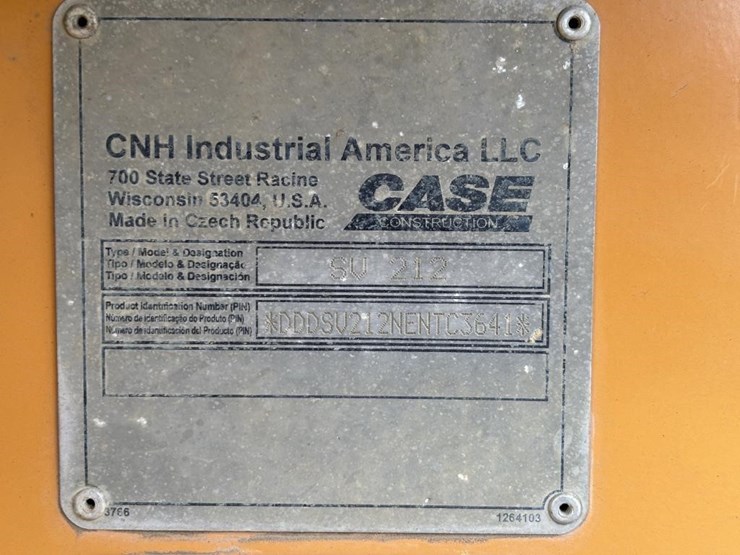 CNH Industrial America LLC
700 State Street Racine
Wisconsin 53404, U.S.A.
Made in Czech Republic
CASE
CONSTRUCTION
Type / Model & Designation
Tipo / Modelo & Designação
Tipo / Modelo & Designación
SV 212
Product Identification Number (PIN)
Número de identificação do Produto (PIN)
Número de identificación del Producto (PIN)
*DDDSV212NENTC3641*
3766
1264103